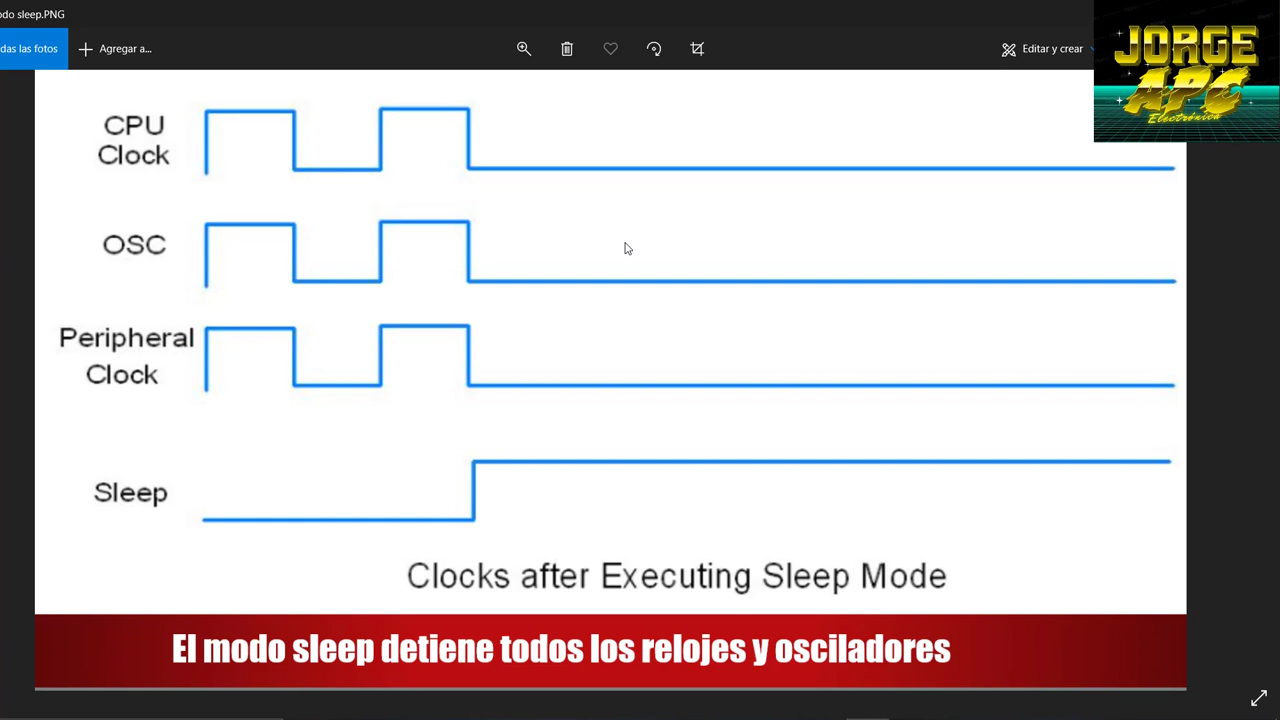 odo sleep.PNG
das las fotos
Agregar a...
Editar y crear
JORGE
APC
Electrónica
CPU
Clock
OSC
Peripheral
Clock
Sleep
Clocks after Executing Sleep Mode
El modo sleep detiene todos los relojes y osciladores